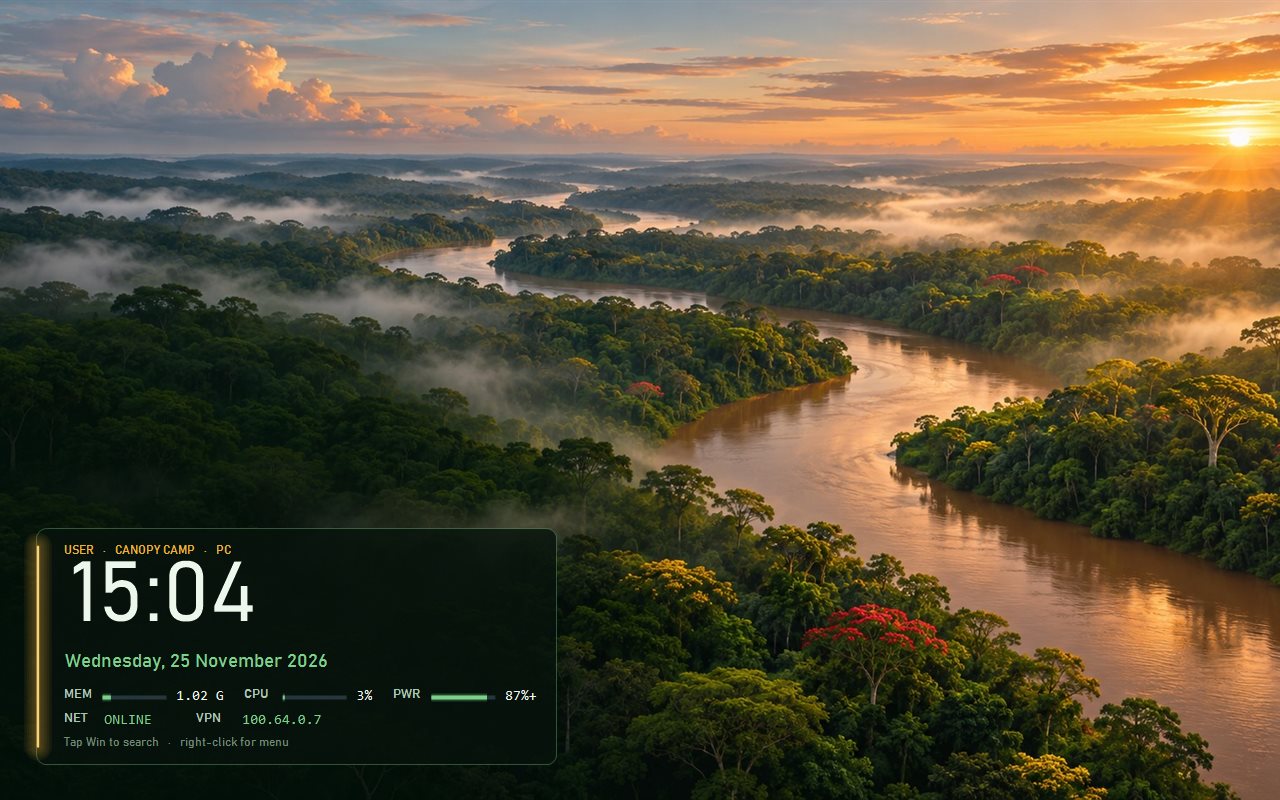 USER · CANOPY CAMP · PC
15:04
Wednesday, 25 November 2026
MEM 1.02 G CPU 3% PWR 87%+
NET ONLINE VPN 100.64.0.7
Tap Win to search · right-click for menu